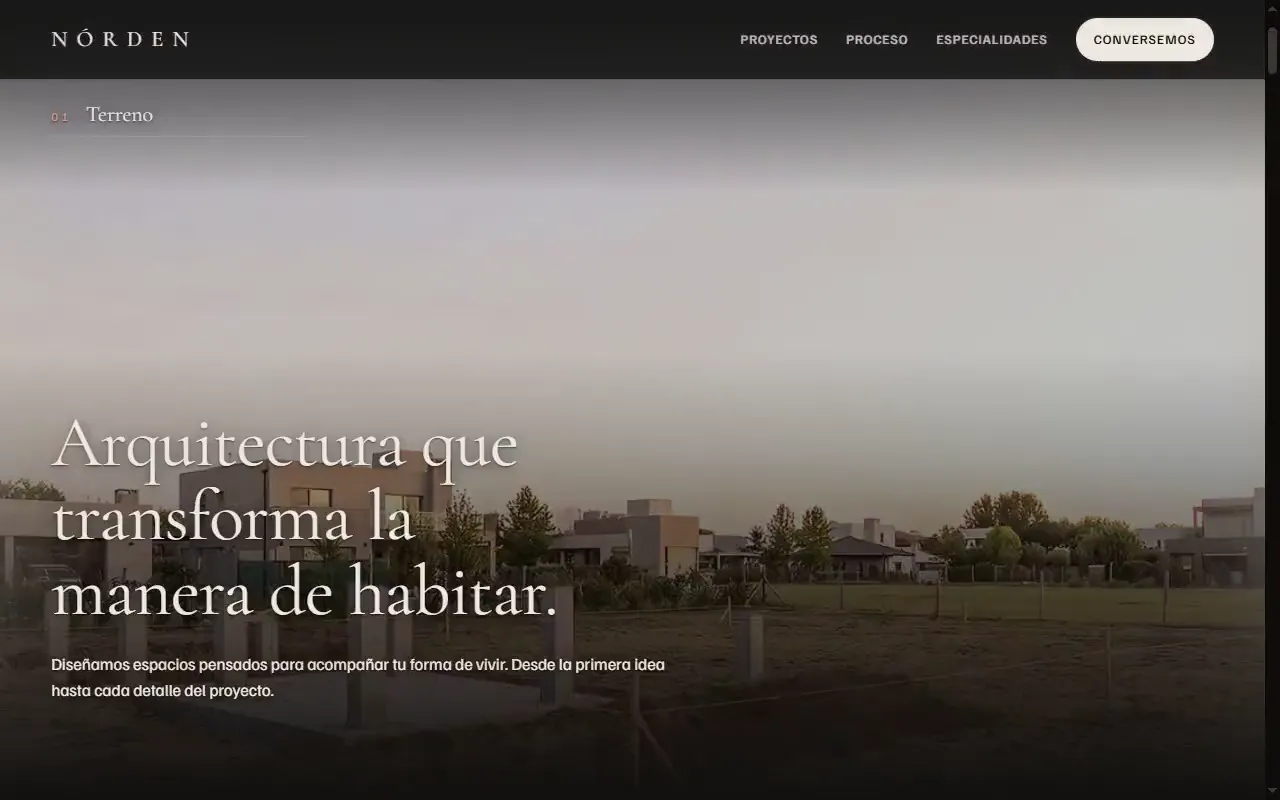 NÓRDEN
PROYECTOS
PROCESO
ESPECIALIDADES
CONVERSEMOS
01 Terreno
Arquitectura que
transforma la
manera de habitar.
Diseñamos espacios pensados para acompañar tu forma de vivir. Desde la primera idea
hasta cada detalle del proyecto.